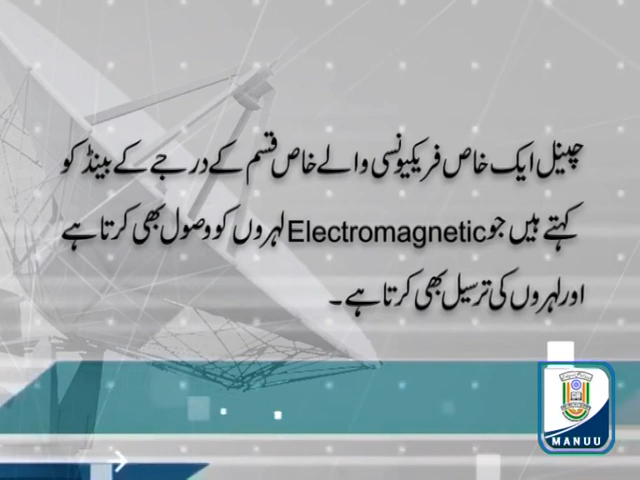 چینل ایک خاص فریکیونسی والے خاص قسم کے درجے کے بینڈ کو
کہتے ہیں جو Electromagnetic لہروں کو وصول بھی کرتا ہے
اور لہروں کی ترسیل بھی کرتا ہے۔
MANUU